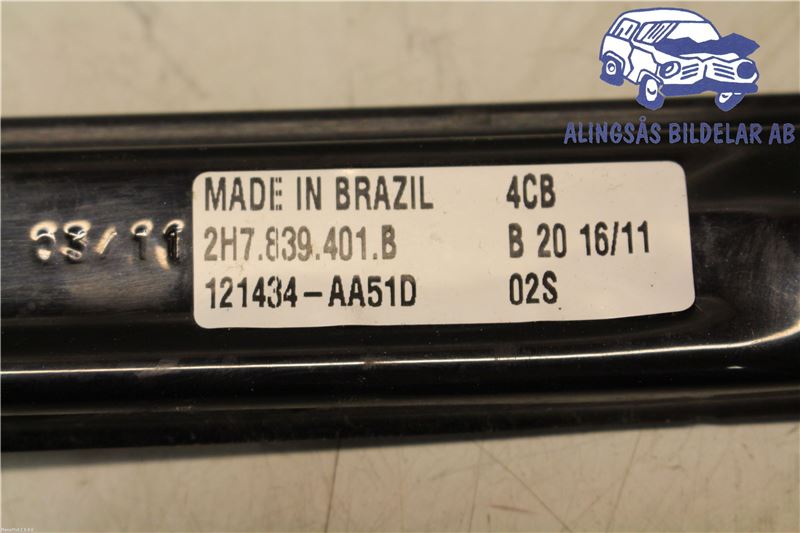 ALINGSÅS BILDELAR AB
MADE IN BRAZIL 4CB
2H7.839.401.B B 20 16/11
121434-AA51D 02S